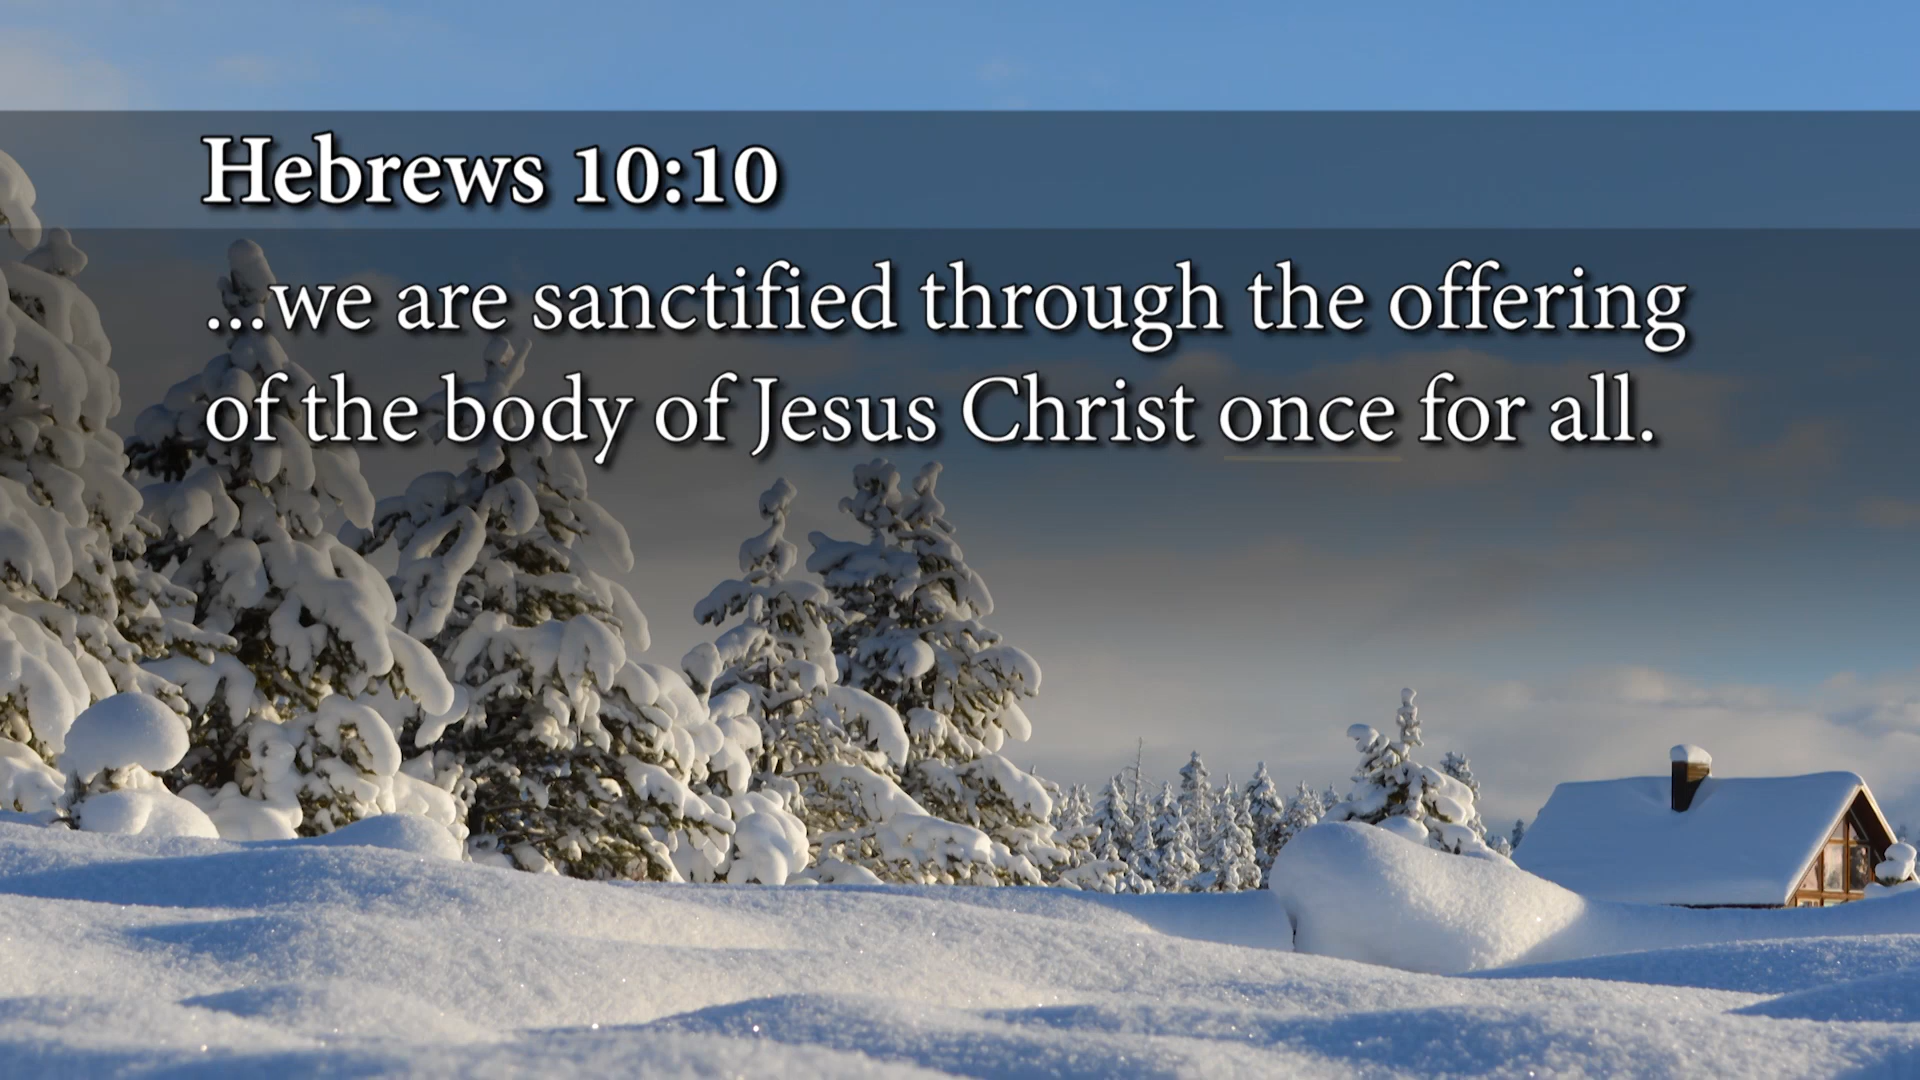 Hebrews 10:10
...we are sanctified through the offering
of the body of Jesus Christ once for all.